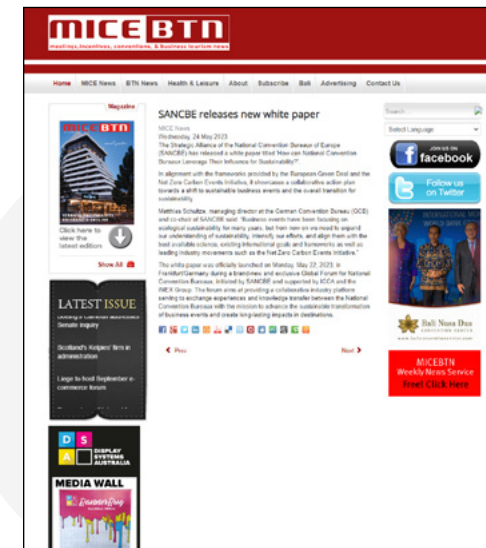 MICE BTN
meetings, incentives, conventions, & business tourism news
Home MICE News BTN News Health & Leisure About Subscribe Bali Advertising Contact Us
Magazine
MICE BTN
Click here to
view the
latest edition
Show All
LATEST ISSUE
Senate inquiry
Scotland's Kelpies' firm in
administration
Liege to host September e-
commerce forum
DSA
DISPLAY
SYSTEMS
AUSTRALIA
MEDIA WALL
BannerBug
SANCBE releases new white paper
MICE News
Wednesday, 24 May 2023
The Strategic Alliance of the National Convention Bureaux of Europe
(SANCBE) has released a white paper titled 'How can National Convention
Bureaux Leverage Their Influence for Sustainability?'.
In alignment with the frameworks provided by the European Green Deal and the
Net Zero Carbon Events Initiative, it showcases a collaborative action plan
towards a shift to sustainable business events and the overall transition for
sustainability.
Matthias Schultze, managing director at the German Convention Bureau (GCB)
and co-chair of SANCBE said: "Business events have been focusing on
ecological sustainability for many years, but from now on we need to expand
our understanding of sustainability, intensify our efforts, and align them with the
best available science, existing international goals and frameworks as well as
leading industry movements such as the Net Zero Carbon Events Initiative."
The white paper was officially launched on Monday, May 22, 2023, in
Frankfurt/Germany during a brand-new and exclusive Global Forum for National
Convention Bureaux, initiated by SANCBE and supported by ICCA and the
IMEX Group. The forum aims at providing a collaborative industry platform
serving to exchange experiences and knowledge transfer between the National
Convention Bureaux with the mission to advance the sustainable transformation
of business events and create long-lasting impacts in destinations.
Prev Next
Search
Select Language
JOIN US ON
facebook
Follow us
on Twitter
Bali Nusa Dua
CONVENTION CENTER
MICEBTN
Weekly News Service
Free! Click Here